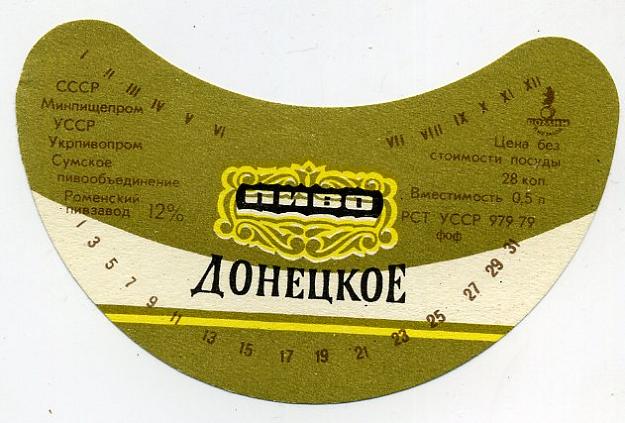 I II III IV V VI
VII VIII IX X XI XII
СССР
Минпищепром
УССР
Укрпивопром
Сумское
пивообъединение
Роменский
пивзавод 12%
ПИВО
ДОНЕЦКОЕ
Цена без
стоимости посуды
28 коп.
Вместимость 0,5 л
РСТ УССР 979-79
фоф
1 3 5 7 9 11 13 15 17 19 21 23 25 27 29 31